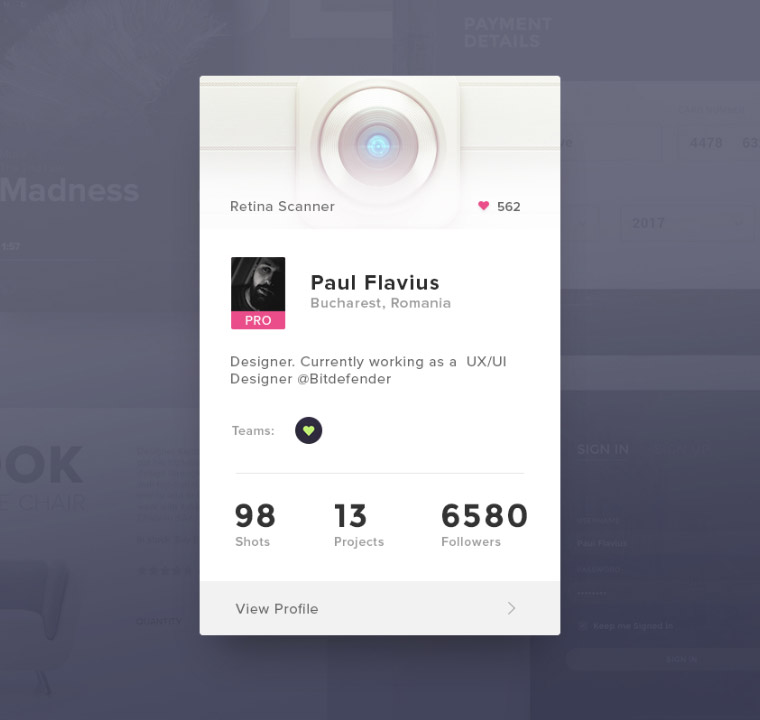 PAYMENT
DETAILS
4478
Madness
Retina Scanner
562
2017
Paul Flavius
Bucharest, Romania
PRO
Designer. Currently working as a UX/UI
Designer @Bitdefender
Teams:
SIGN IN
98
13
6580
Shots
Projects
Followers
Paul Flavius
View Profile
Keep me Signed in
SIGN IN